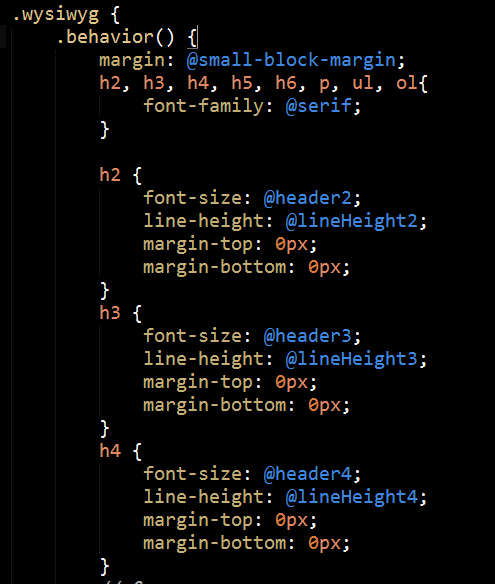 .wysiwyg {
    .behavior() {
        margin: @small-block-margin;
        h2, h3, h4, h5, h6, p, ul, ol{
            font-family: @serif;
        }

        h2 {
            font-size: @header2;
            line-height: @lineHeight2;
            margin-top: 0px;
            margin-bottom: 0px;
        }
        h3 {
            font-size: @header3;
            line-height: @lineHeight3;
            margin-top: 0px;
            margin-bottom: 0px;
        }
        h4 {
            font-size: @header4;
            line-height: @lineHeight4;
            margin-top: 0px;
            margin-bottom: 0px;
        }